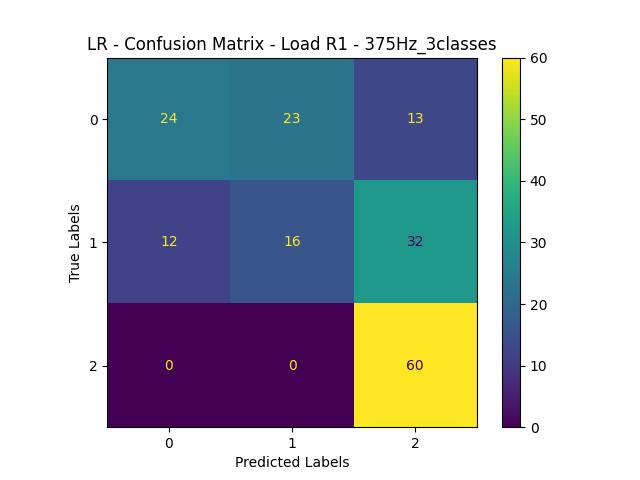 LR - Confusion Matrix - Load R1 - 375Hz_3classes
60
0 24 23 13
50
40
1 12 16 32
30
20
2 0 0 60
10
0
0 1 2
True Labels
Predicted Labels